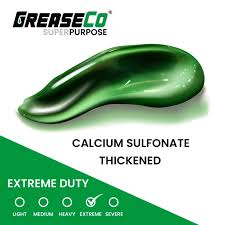 GREASECO®
SUPERPURPOSE
CALCIUM SULFONATE
THICKENED
EXTREME DUTY
LIGHT MEDIUM HEAVY EXTREME SEVERE